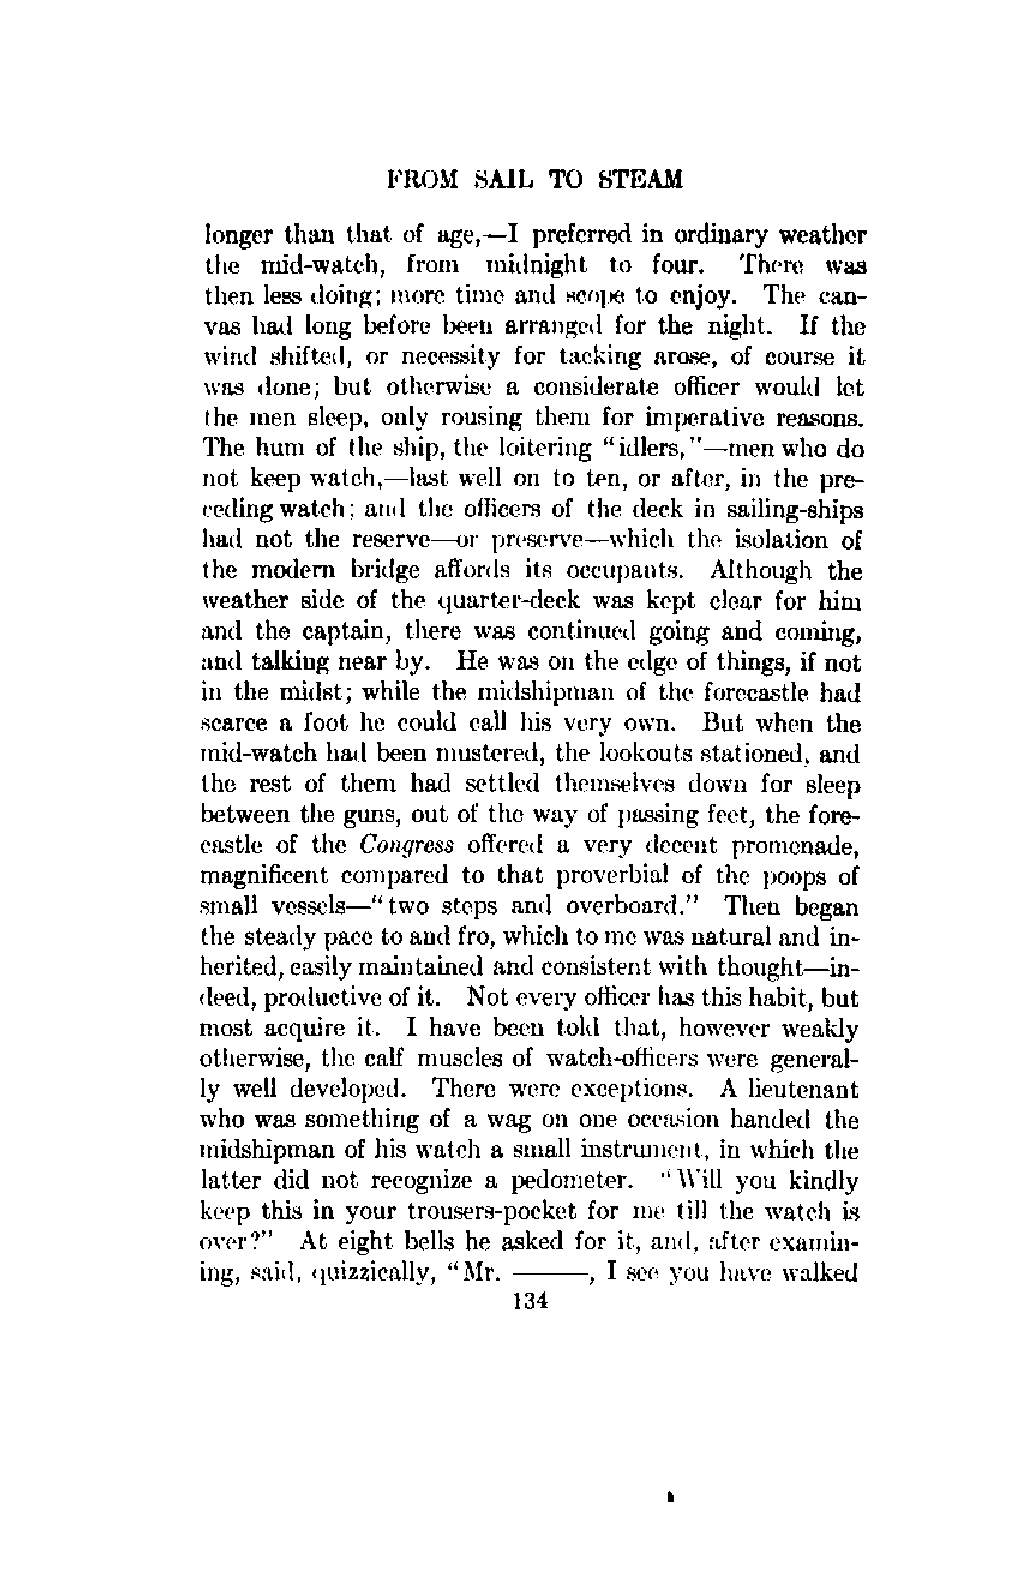 FROM SAIL TO STEAM
longer than that of age,—I preferred in ordinary weather
the mid-watch, from midnight to four. There was
then less doing; more time and scope to enjoy. The can-
vas had long before been arranged for the night. If the
wind shifted, or necessity for tacking arose, of course it
was done; but otherwise a considerate officer would let
the men sleep, only rousing them for imperative reasons.
The hum of the ship, the loitering "idlers,"—men who do
not keep watch,—last well on to ten, or after, in the pre-
ceding watch; and the officers of the deck in sailing-ships
had not the reserve—or preserve—which the isolation of
the modern bridge affords its occupants. Although the
weather side of the quarter-deck was kept clear for him
and the captain, there was continued going and coming,
and talking near by. He was on the edge of things, if not
in the midst; while the midshipman of the forecastle had
scarce a foot he could call his very own. But when the
mid-watch had been mustered, the lookouts stationed, and
the rest of them had settled themselves down for sleep
between the guns, out of the way of passing feet, the fore-
castle of the Congress offered a very decent promenade,
magnificent compared to that proverbial of the poops of
small vessels—"two steps and overboard." Then began
the steady pace to and fro, which to me was natural and in-
herited, easily maintained and consistent with thought—in-
deed, productive of it. Not every officer has this habit, but
most acquire it. I have been told that, however weakly
otherwise, the calf muscles of watch-officers were general-
ly well developed. There were exceptions. A lieutenant
who was something of a wag on one occasion handed the
midshipman of his watch a small instrument, in which the
latter did not recognize a pedometer. "Will you kindly
keep this in your trousers-pocket for me till the watch is
over?" At eight bells he asked for it, and, after examin-
ing, said, quizzically, "Mr. ———, I see you have walked
134